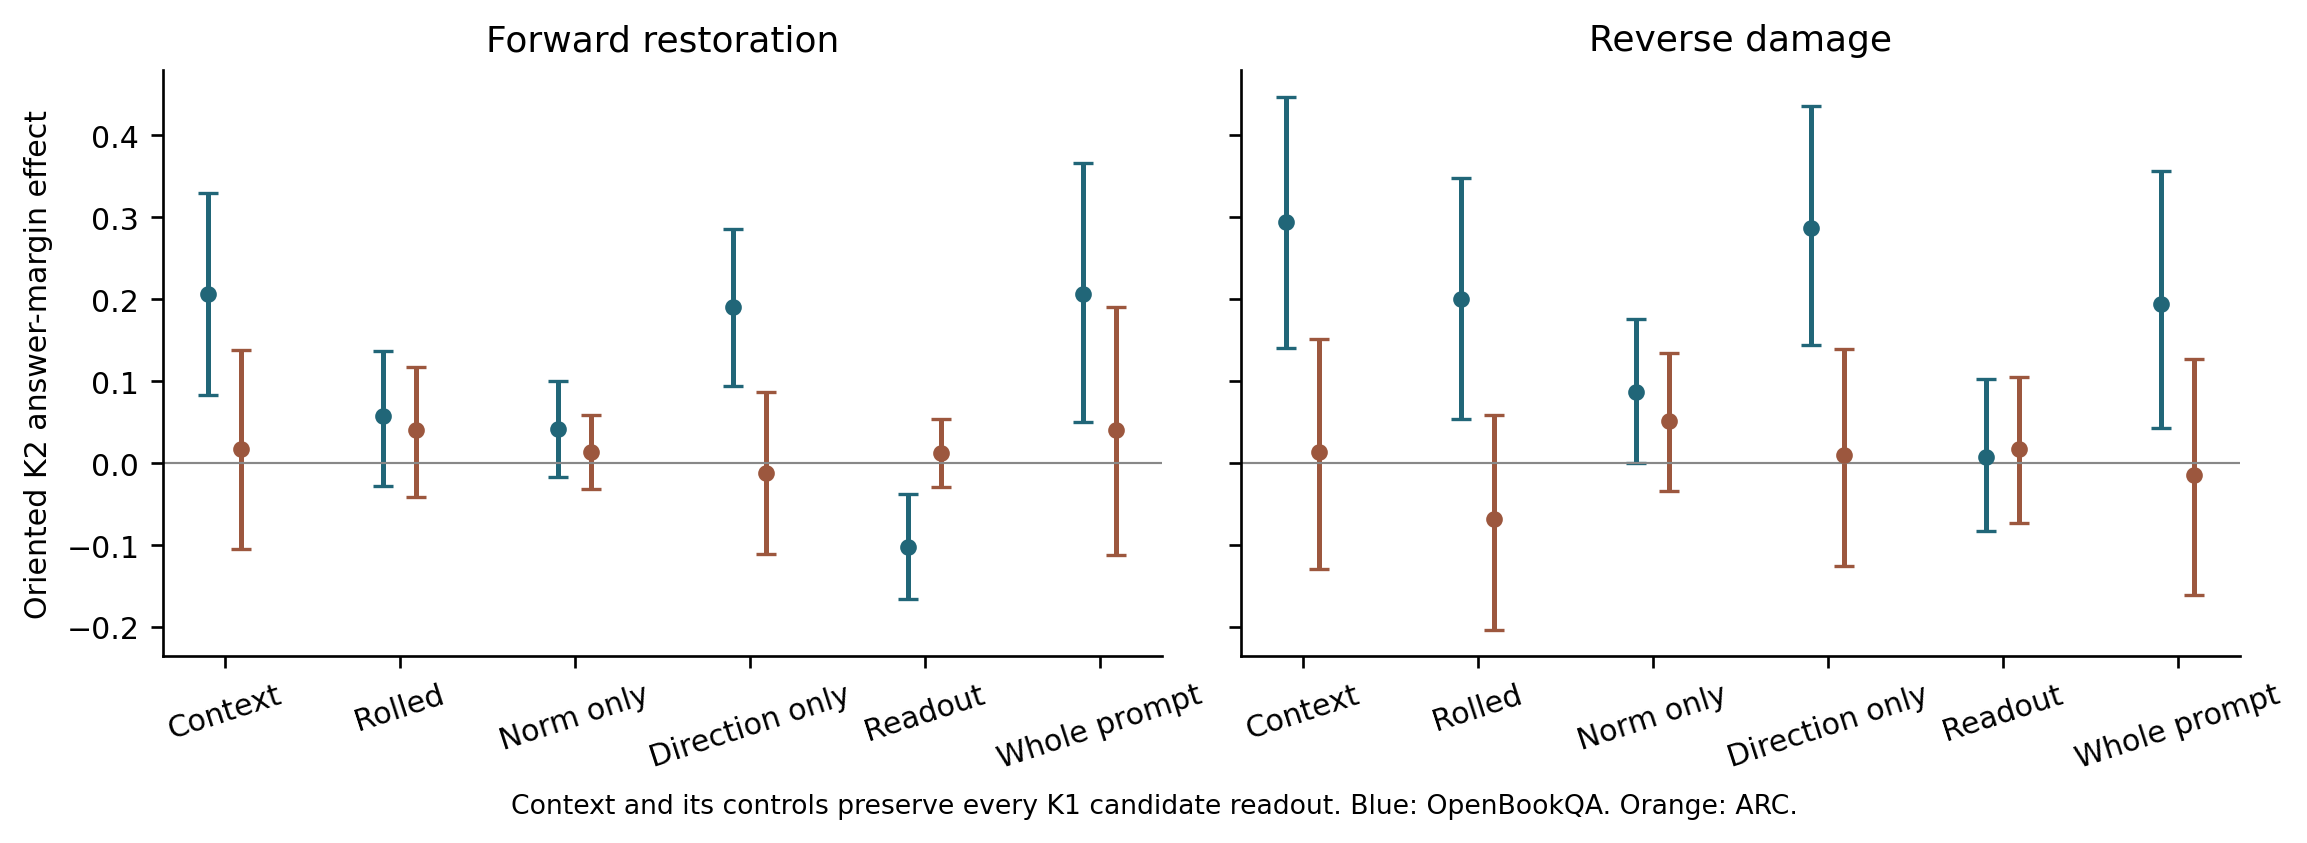 Forward restoration
Reverse damage
Oriented K2 answer-margin effect
0.4
0.3
0.2
0.1
0.0
−0.1
−0.2
Context
Rolled
Norm only
Direction only
Readout
Whole prompt
Context
Rolled
Norm only
Direction only
Readout
Whole prompt
Context and its controls preserve every K1 candidate readout. Blue: OpenBookQA. Orange: ARC.